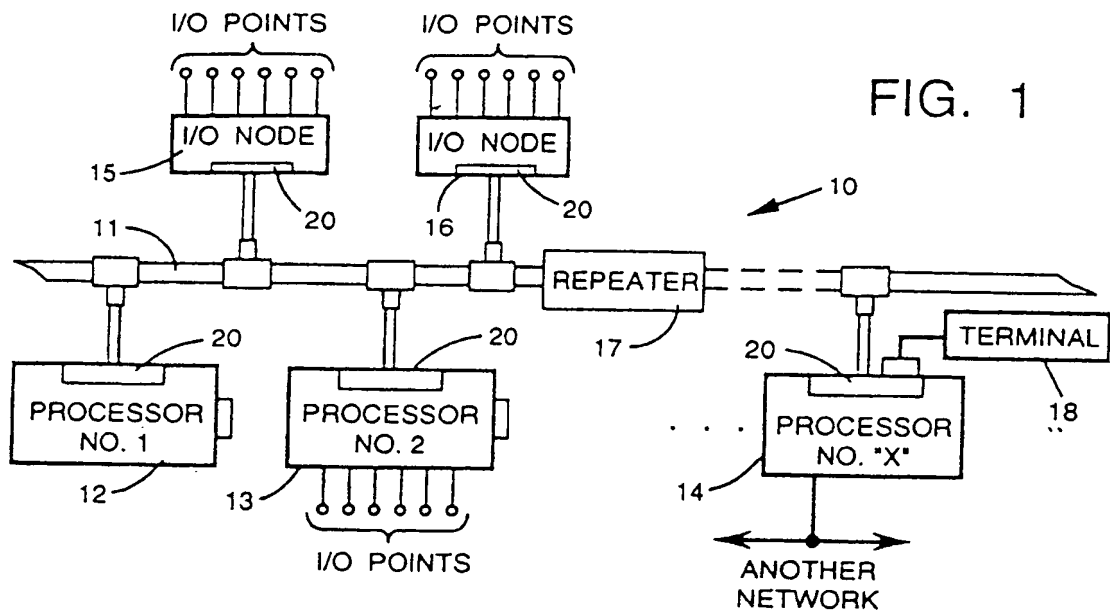 I/O POINTS
I/O POINTS
FIG. 1
I/O NODE
I/O NODE
15
20
16
20
10
11
REPEATER
17
TERMINAL
18
20
20
20
PROCESSOR
NO. 1
PROCESSOR
NO. 2
. . .
PROCESSOR
NO. "X"
12
13
14
I/O POINTS
ANOTHER
NETWORK